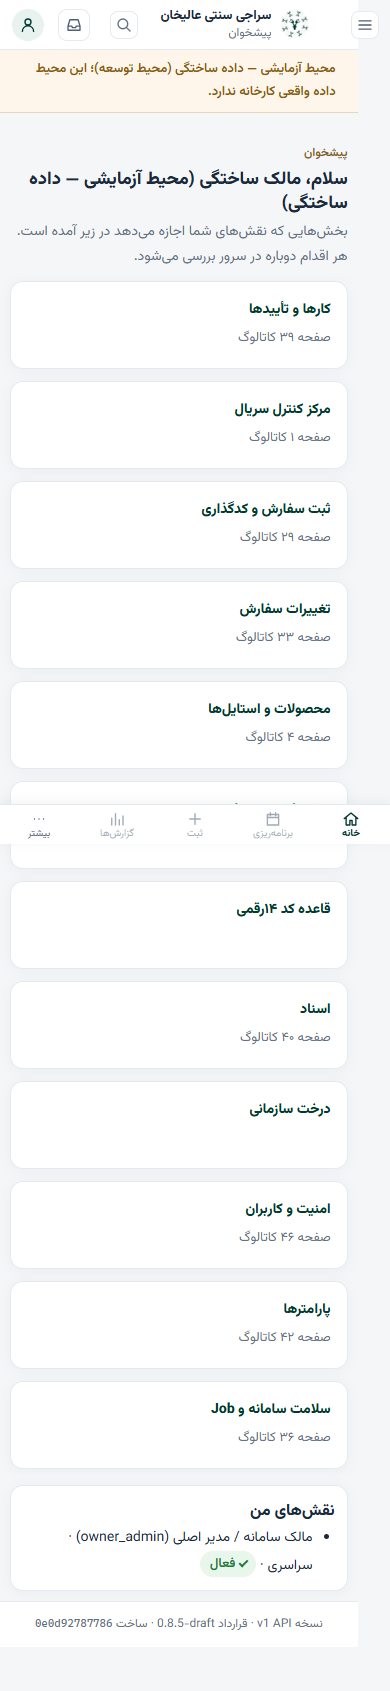 سراجی سنتی عالیخان
پیشخوان
محیط آزمایشی — داده ساختگی (محیط توسعه)؛ این محیط
داده واقعی کارخانه ندارد.
پیشخوان
سلام، مالک ساختگی (محیط آزمایشی — داده
ساختگی)
بخش‌هایی که نقش‌های شما اجازه می‌دهد در زیر آمده است.
هر اقدام دوباره در سرور بررسی می‌شود.
کارها و تأییدها
صفحه ۳۹ کاتالوگ
مرکز کنترل سریال
صفحه ۱ کاتالوگ
ثبت سفارش و کدگذاری
صفحه ۲۹ کاتالوگ
تغییرات سفارش
صفحه ۳۳ کاتالوگ
محصولات و استایل‌ها
صفحه ۴ کاتالوگ
خانه
برنامه‌ریزی
ثبت
گزارش‌ها
بیشتر
قاعده کد ۱۴رقمی
اسناد
صفحه ۴۰ کاتالوگ
درخت سازمانی
امنیت و کاربران
صفحه ۴۶ کاتالوگ
پارامترها
صفحه ۴۲ کاتالوگ
سلامت سامانه و Job
صفحه ۳۶ کاتالوگ
نقش‌های من
مالک سامانه / مدیر اصلی (owner_admin) ·
سراسری · فعال
نسخه API v1 · قرارداد 0.8.5-draft · ساخت 0e0d92787786